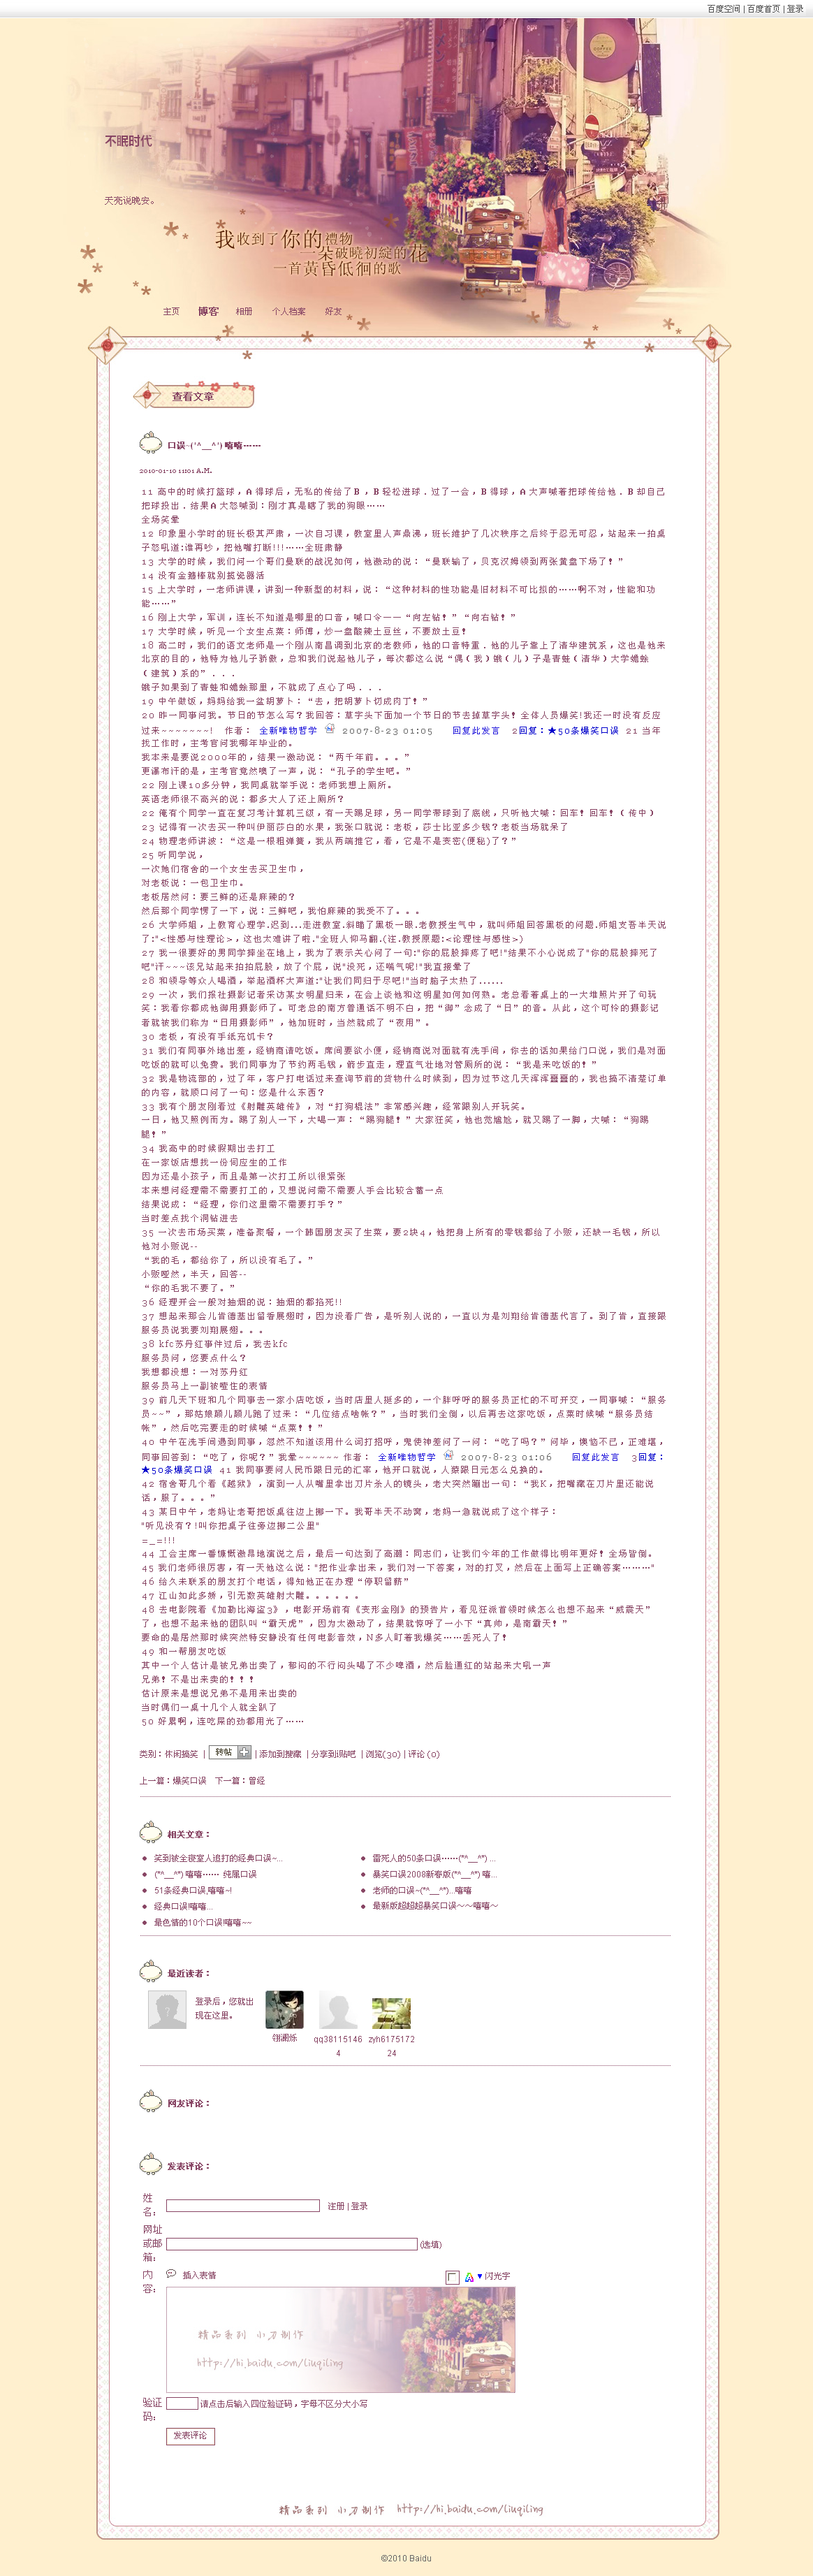 百度空间 | 百度首页 | 登录
不眠时代
天亮说晚安。
我收到了你的禮物
一朵破晓初綻的花
一首黄昏低徊的歌
主页 博客 相册 个人档案 好友
查看文章
口误~(*^__^*) 嘻嘻……
2010-01-10 11:01 A.M.
11 高中的时候打篮球，A 得球后，无私的传给了B ，B 轻松进球．过了一会，B 得球，A 大声喊着把球传给他．B 却自己
把球投出．结果A 大怒喊到：刚才真是瞎了我的狗眼……
全场笑晕
12 印象里小学时的班长极其严肃，一次自习课，教室里人声鼎沸，班长维护了几次秩序之后终于忍无可忍，站起来一拍桌
子怒吼道:谁再吵，把他嘴打断!!!……全班肃静
13 大学的时候，我们问一个哥们曼联的战况如何，他激动的说：“曼联输了，贝克汉姆领到两张黄盘下场了！”
14 没有金箍棒就别揽瓷器活
15 上大学时，一老师讲课，讲到一种新型的材料，说：“这种材料的性功能是旧材料不可比拟的……啊不对，性能和功
能……”
16 刚上大学，军训，连长不知道是哪里的口音，喊口令——“向左钻！”“向右钻！”
17 大学时候，听见一个女生点菜：师傅，炒一盘酸辣土豆丝，不要放土豆！
18 高二时，我们的语文老师是一个刚从南昌调到北京的老教师，他的口音特重．他的儿子靠上了清华建筑系，这也是他来
北京的目的，他特为他儿子骄傲，总和我们说起他儿子，每次都这么说“偶（我）锇（儿）子是青蛙（清华）大学蟾蜍
（建筑）系的”．．．
锇子如果到了青蛙和蟾蜍那里，不就成了点心了吗．．．
19 中午做饭，妈妈给我一盆胡萝卜：“去，把胡萝卜切成肉丁！”
20 昨一同事问我。节日的节怎么写？我回答：草字头下面加一个节日的节去掉草字头！全体人员爆笑!我还一时没有反应
过来~~~~~~~! 作者： 全新唯物哲学 2007-8-23 01:05 回复此发言 2回复：★50条爆笑口误 21 当年
找工作时，主考官问我哪年毕业的。
我本来是要说2000年的，结果一激动说：“两千年前。。。”
更瀑布汗的是，主考官竟然噴了一声，说：“孔子的学生吧。”
22 刚上课10多分钟，我同桌就举手说：老师我想上厕所。
英语老师很不高兴的说：都多大人了还上厕所？
22 俺有个同学一直在复习考计算机三级，有一天踢足球，另一同学带球到了底线，只听他大喊：回车！回车！（传中）
23 记得有一次去买一种叫伊丽莎白的水果，我张口就说：老板，莎士比亚多少钱？老板当场就呆了
24 物理老师讲波：“这是一根粗弹簧，我从两端推它，看，它是不是变密(便秘)了？”
25 听同学说，
一次她们宿舍的一个女生去买卫生巾，
对老板说：一包卫生巾。
老板居然问：要三鲜的还是麻辣的？
然后那个同学愣了一下，说：三鲜吧，我怕麻辣的我受不了。。。
26 大学师姐，上教育心理学.迟到...走进教室.斜瞄了黑板一眼.老教授生气中，就叫师姐回答黑板的问题.师姐支吾半天说
了:"<性感与性理论>，这也太难讲了啦."全班人仰马翻.(注.教授原题:<论理性与感性>)
27 我一很要好的男同学摔坐在地上，我为了表示关心问了一句:"你的屁股摔疼了吧!"结果不小心说成了"你的屁股摔死了
吧"汗~~~该兄站起来拍拍屁股，放了个屁，说"没死，还喘气呢!"我直接晕了
28 和领导等众人喝酒，举起酒杯大声道:"让我们同归于尽吧!"当时脑子太热了......
29 一次，我们报社摄影记者采访某女明星归来，在会上谈他和这明星如何如何熟。老总看着桌上的一大堆照片开了句玩
笑：我看你都成他御用摄影师了。可老总的南方普通话不明不白，把“御”念成了“日”的音。从此，这个可怜的摄影记
者就被我们称为“日用摄影师”，他加班时，当然就成了“夜用”。
30 老板，有没有手纸充饥卡？
31 我们有同事外地出差，经销商请吃饭。席间要欲小便，经销商说对面就有洗手间，你去的话如果给门口说，我们是对面
吃饭的就可以免费。我们同事为了节约两毛钱，俯步直走，理直气壮地对管厕所的说：“我是来吃饭的！”
32 我是物流部的，过了年，客户打电话过来查询节前的货物什么时候到，因为过节这几天浑浑噩噩的，我也搞不清楚订单
的内容，就顺口问了一句：您是什么东西？
33 我有个朋友刚看过《射雕英雄传》，对“打狗棍法”非常感兴趣，经常跟别人开玩笑。
一日，他又照例而为。踢了别人一下，大喝一声：“踢狗腿！”大家狂笑，他也觉尴尬，就又踢了一脚，大喊：“狗踢
腿！”
34 我高中的时候假期出去打工
在一家饭店想找一份伺应生的工作
因为还是小孩子，而且是第一次打工所以很紧张
本来想问经理需不需要打工的，又想说问需不需要人手会比较含蓄一点
结果说成：“经理，你们这里需不需要打手？”
当时差点找个洞钻进去
35 一次去市场买菜，准备聚餐，一个韩国朋友买了生菜，要2块4，他把身上所有的零钱都给了小贩，还缺一毛钱，所以
他对小贩说--
“我的毛，都给你了，所以没有毛了。”
小贩哑然，半天，回答--
“你的毛我不要了。”
36 经理开会一般对抽烟的说：抽烟的都掐死!!
37 想起来那会儿肯德基出留香展翅时，因为没看广告，是听别人说的，一直以为是刘翔给肯德基代言了。到了肯，直接跟
服务员说我要刘翔展翅。。。
38 kfc苏丹红事件过后，我去kfc
服务员问，您要点什么？
我想都没想：一对苏丹红
服务员马上一副被噎住的表情
39 前几天下班和几个同事去一家小店吃饭，当时店里人挺多的，一个胖呼呼的服务员正忙的不可开交，一同事喊：“服务
员~~”，那姑娘颠儿颠儿跑了过来：“几位结点啥帐？”，当时我们全倒，以后再去这家吃饭，点菜时候喊“服务员结
帐”，然后吃完要走的时候喊“点菜！！”
40 中午在洗手间遇到同事，忽然不知道该用什么词打招呼，鬼使神差问了一问：“吃了吗？”问毕，懊恼不已，正难堪，
同事回答到：“吃了，你呢？”我晕~~~~~~ 作者： 全新唯物哲学 2007-8-23 01:06 回复此发言 3回复：
★50条爆笑口误 41 我同事要问人民币跟日元的汇率，他开口就说，人猿跟日元怎么兑换的。
42 宿舍哥几个看《越狱》，演到一人从嘴里拿出刀片杀人的镜头，老大突然蹦出一句：“我K，把嘴藏在刀片里还能说
话，服了。。。”
43 某日中午，老妈让老哥把饭桌往边上挪一下。我哥半天不动窝，老妈一急就说成了这个样子：
"听见没有？!叫你把桌子往旁边挪二公里"
=_=!!!
44 工会主席一番慷慨激昂地演说之后，最后一句达到了高潮：同志们，让我们今年的工作做得比明年更好！全场皆倒。
45 我们老师很厉害，有一天他这么说："把作业拿出来，我们对一下答案，对的打叉，然后在上面写上正确答案………"
46 给久未联系的朋友打个电话，得知他正在办理“停职留薪”
47 江山如此多娇，引无数英雄射大雕。。。。。。
48 去电影院看《加勒比海盗3》，电影开场前有《变形金刚》的预告片，看见狂派首领时候怎么也想不起来“威震天”
了，也想不起来他的团队叫“霸天虎”，因为太激动了，结果就惊呼了一小下“真帅，是南霸天！”
要命的是居然那时候突然特安静没有任何电影音效，N多人盯着我爆笑……丢死人了！
49 和一帮朋友吃饭
其中一个人估计是被兄弟出卖了，郁闷的不行闷头喝了不少啤酒，然后脸通红的站起来大吼一声
兄弟！不是出来卖的！！！
估计原来是想说兄弟不是用来出卖的
当时偶们一桌十几个人就全趴了
50 好累啊，连吃屎的劲都用光了……
类别：休闲搞笑 | 转帖 | 添加到搜藏 | 分享到i贴吧 | 浏览(30) | 评论 (0)
上一篇：爆笑口误 下一篇：曾经
相关文章：
笑到被全寝室人追打的经典口误~... 雷死人的50条口误……(*^__^*) ...
(*^__^*) 嘻嘻…… 纯属口误 暴笑口误2008新春版(*^__^*) 嘻...
51条经典口误,嘻嘻~! 老师的口误~(*^__^*)...嘻嘻
经典口误!嘻嘻... 最新版超超超暴笑口误～～嘻嘻～
最色情的10个口误!嘻嘻~~
最近读者：
登录后，您就出
现在这里。
翎谰烁 qq38115146
4 zyh6175172
24
网友评论：
发表评论：
姓
名： 注册 | 登录
网址
或邮
箱： (选填)
内
容： 插入表情 闪光字
精品系列 小刀制作
http://hi.baidu.com/liuqiling
验证
码： 请点击后输入四位验证码，字母不区分大小写
发表评论
精品系列 小刀制作 http://hi.baidu.com/liuqiling
©2010 Baidu